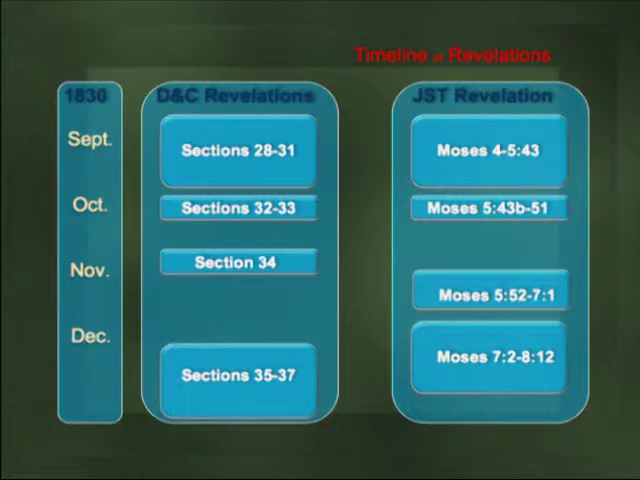 Timeline of Revelations
1830
D&C Revelations
JST Revelation
Sept.
Sections 28-31
Moses 4-5:43
Oct.
Sections 32-33
Moses 5:43b-51
Nov.
Section 34
Moses 5:52-7:1
Dec.
Sections 35-37
Moses 7:2-8:12